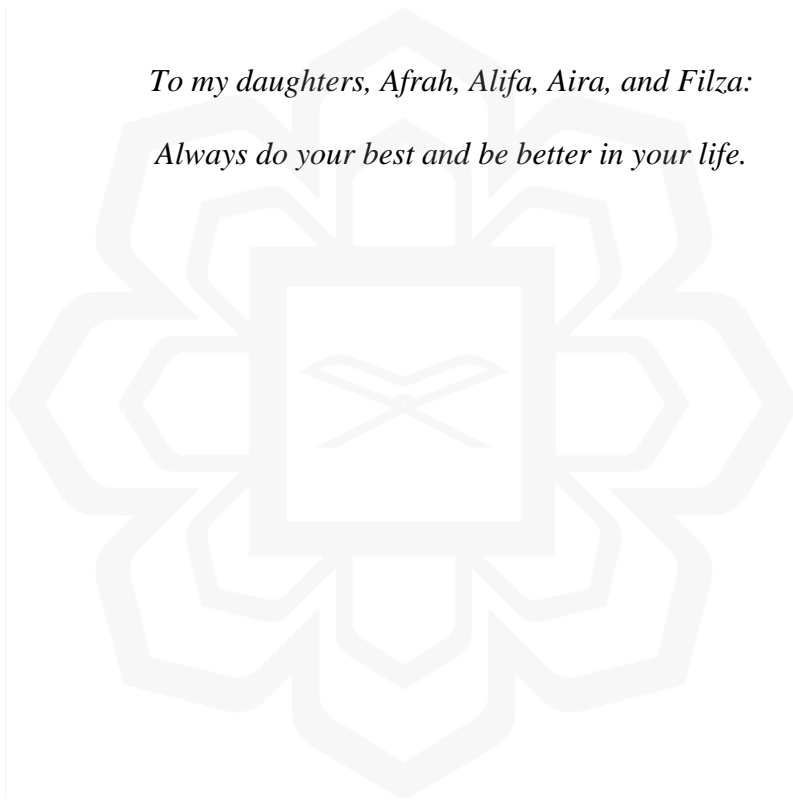 To my daughters, Afrah, Alifa, Aira, and Filza:
Always do your best and be better in your life.